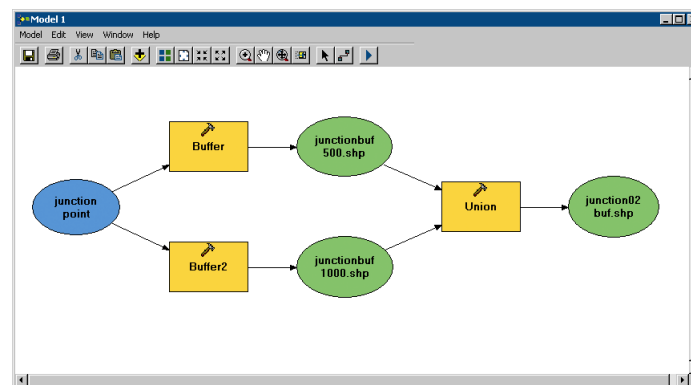 Model 1
Model Edit View Window Help
Buffer
junctionbuf
500.shp
junction
point
Union
junction02
buf.shp
Buffer2
junctionbuf
1000.shp